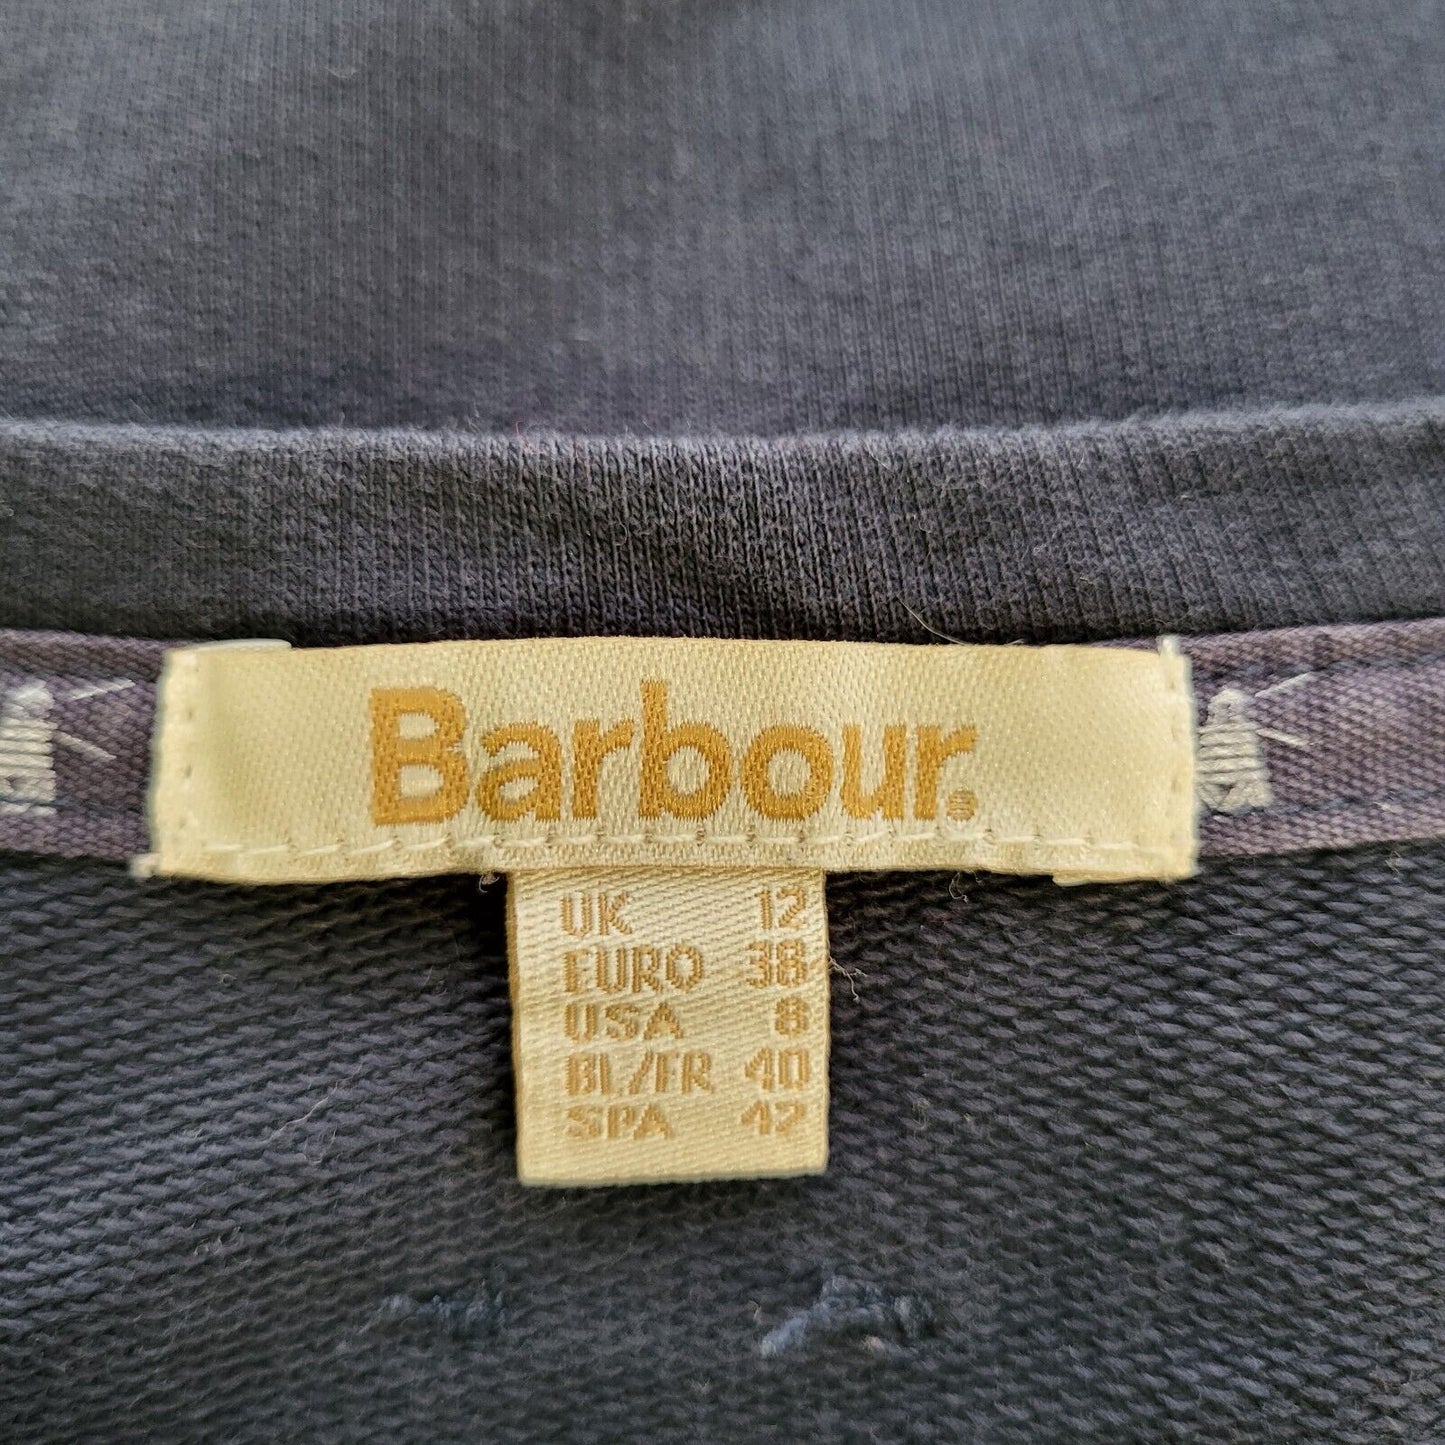 Barbour®
UK 12
EURO 38
USA 8
BL/FR 40
SPA 42